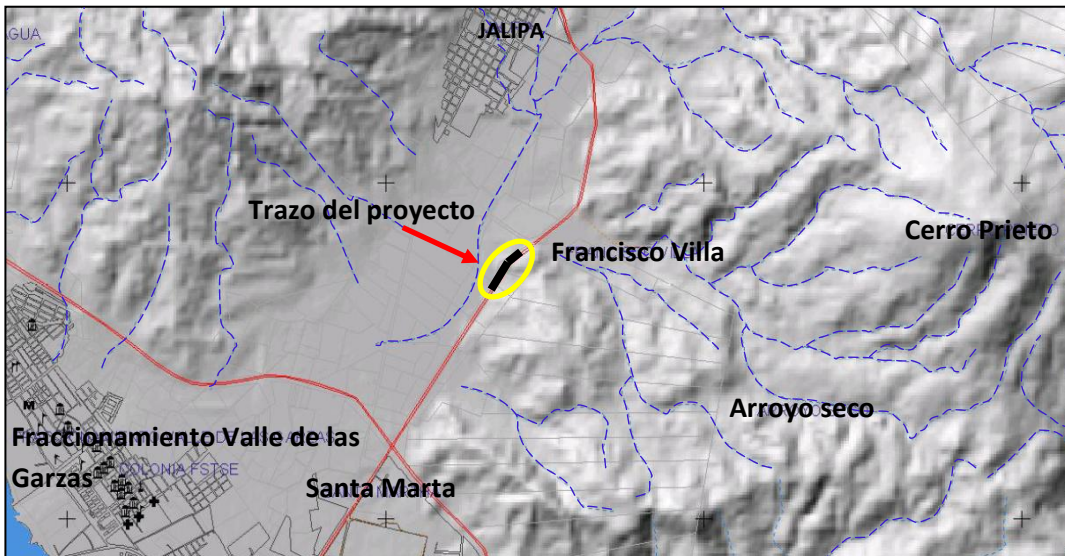 AGUA
JALIPA
Trazo del proyecto
Francisco Villa
Cerro Prieto
Arroyo seco
Fraccionamiento Valle de las
Garzas
COLONIA FSTSE
Santa Marta
M